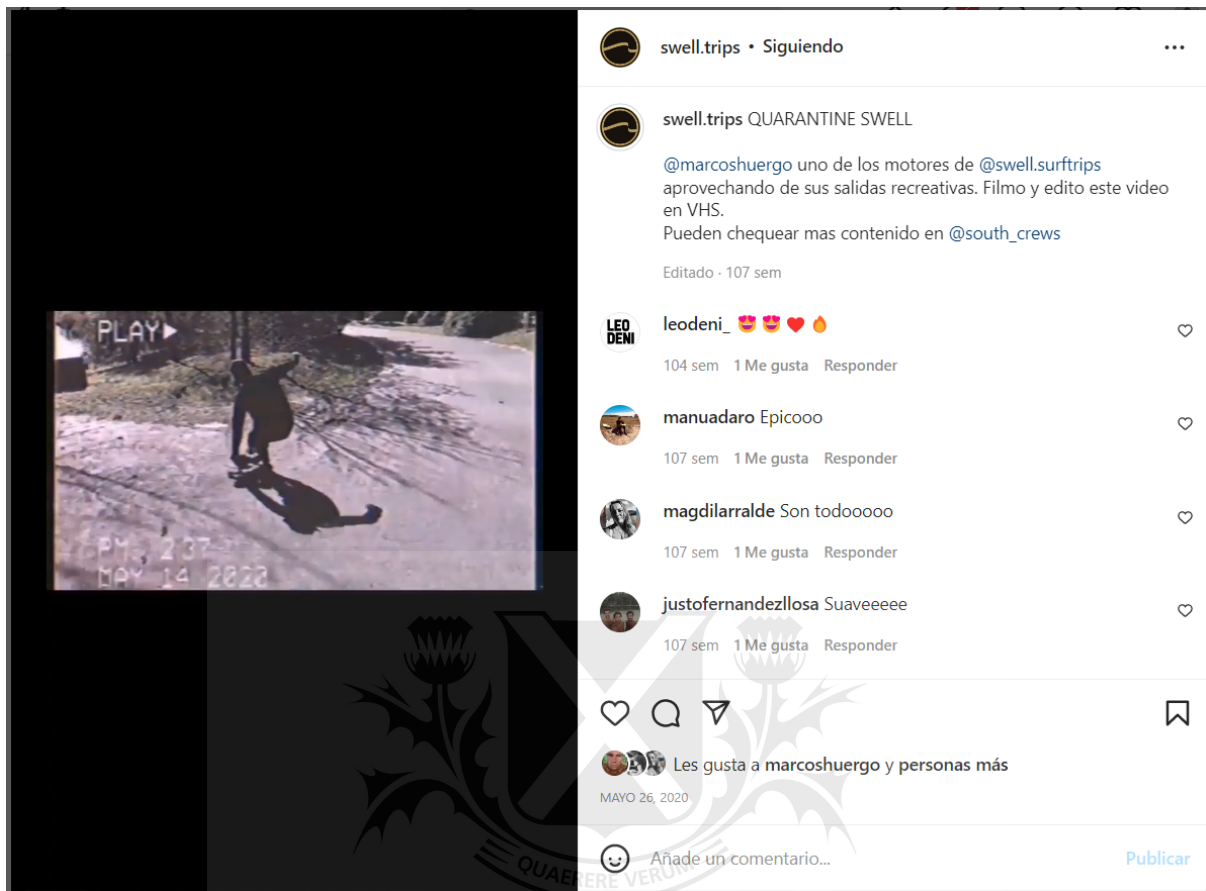 swell.trips • Siguiendo
swell.trips QUARANTINE SWELL
@marcoshuergo uno de los motores de @swell.surftrips
aprovechando de sus salidas recreativas. Filmo y edito este video
en VHS.
Pueden chequear mas contenido en @south_crews
Editado · 107 sem
PLAY
PM 2:37
MAY 14 2020
LEO
DENI
leodeni_ 😍 😍 ❤️ 🔥
104 sem 1 Me gusta Responder
manuadaro Epicooo
107 sem 1 Me gusta Responder
magdilarralde Son todooooo
107 sem 1 Me gusta Responder
justofernandezllosa Suaveeeee
107 sem 1 Me gusta Responder
Les gusta a marcoshuergo y personas más
MAYO 26, 2020
Añade un comentario...
Publicar
QUAERERE VERUM